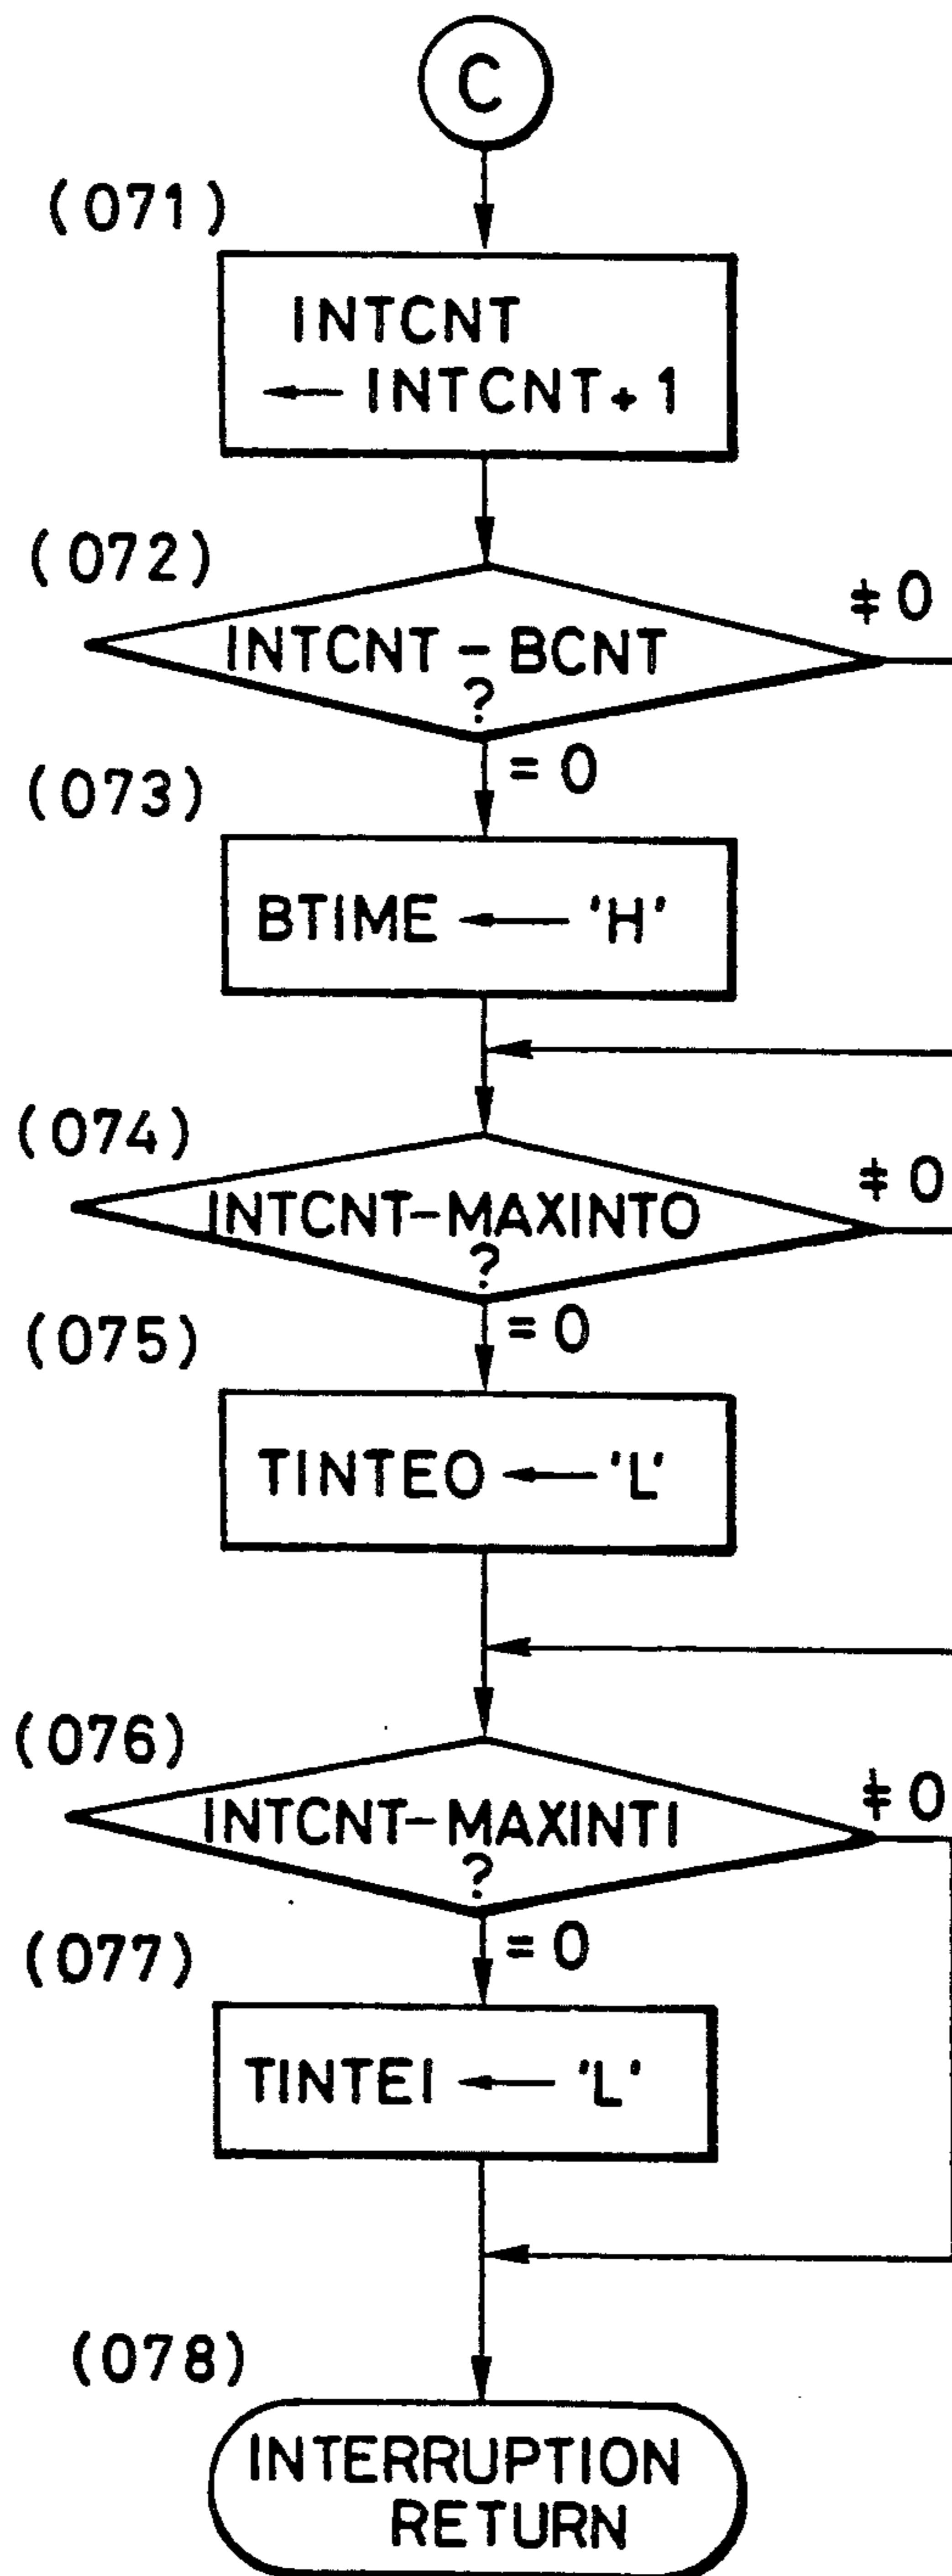 C
(071)
INTCNT
← INTCNT + 1
(072)
INTCNT - BCNT
?
≠ 0
= 0
(073)
BTIME ← 'H'
(074)
INTCNT-MAXINTO
?
≠ 0
= 0
(075)
TINTEO ← 'L'
(076)
INTCNT-MAXINTI
?
≠ 0
= 0
(077)
TINTEI ← 'L'
(078)
INTERRUPTION
RETURN